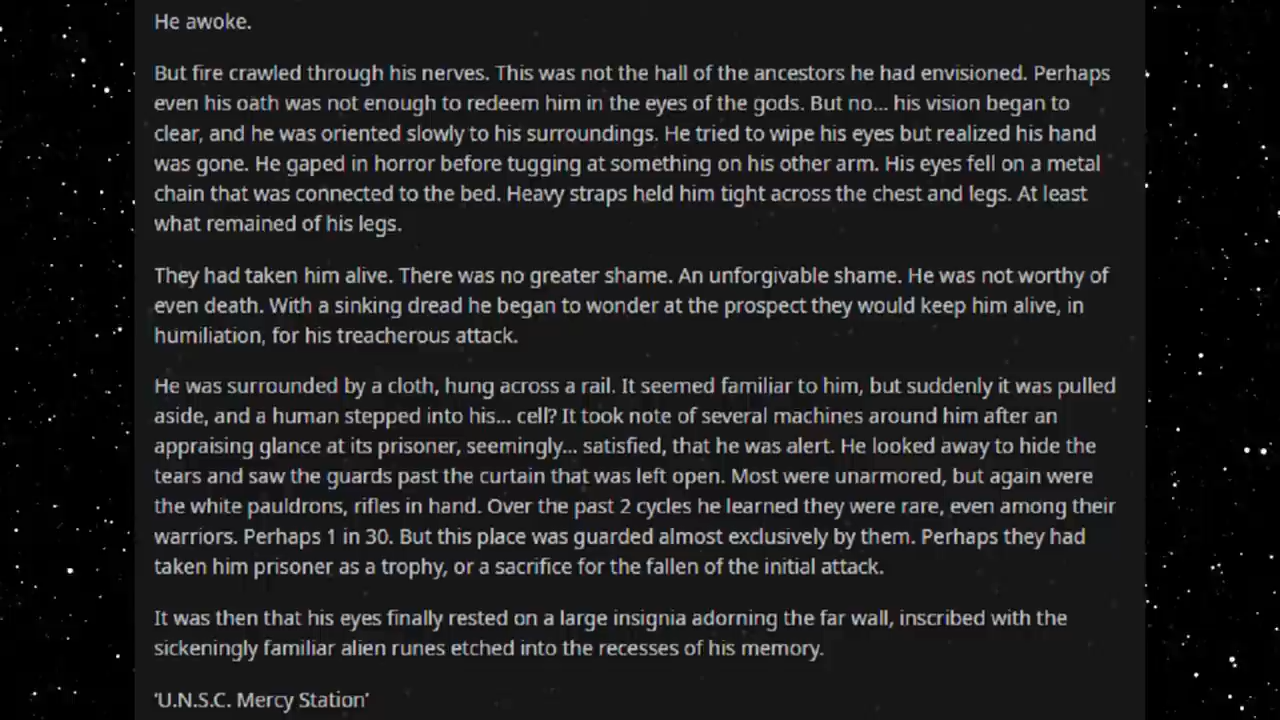 He awoke.
But fire crawled through his nerves. This was not the hall of the ancestors he had envisioned. Perhaps
even his oath was not enough to redeem him in the eyes of the gods. But no... his vision began to
clear, and he was oriented slowly to his surroundings. He tried to wipe his eyes but realized his hand
was gone. He gaped in horror before tugging at something on his other arm. His eyes fell on a metal
chain that was connected to the bed. Heavy straps held him tight across the chest and legs. At least
what remained of his legs.
They had taken him alive. There was no greater shame. An unforgivable shame. He was not worthy of
even death. With a sinking dread he began to wonder at the prospect they would keep him alive, in
humiliation, for his treacherous attack.
He was surrounded by a cloth, hung across a rail. It seemed familiar to him, but suddenly it was pulled
aside, and a human stepped into his... cell? It took note of several machines around him after an
appraising glance at its prisoner, seemingly... satisfied, that he was alert. He looked away to hide the
tears and saw the guards past the curtain that was left open. Most were unarmored, but again were
the white pauldrons, rifles in hand. Over the past 2 cycles he learned they were rare, even among their
warriors. Perhaps 1 in 30. But this place was guarded almost exclusively by them. Perhaps they had
taken him prisoner as a trophy, or a sacrifice for the fallen of the initial attack.
It was then that his eyes finally rested on a large insignia adorning the far wall, inscribed with the
sickeningly familiar alien runes etched into the recesses of his memory.
'U.N.S.C. Mercy Station'